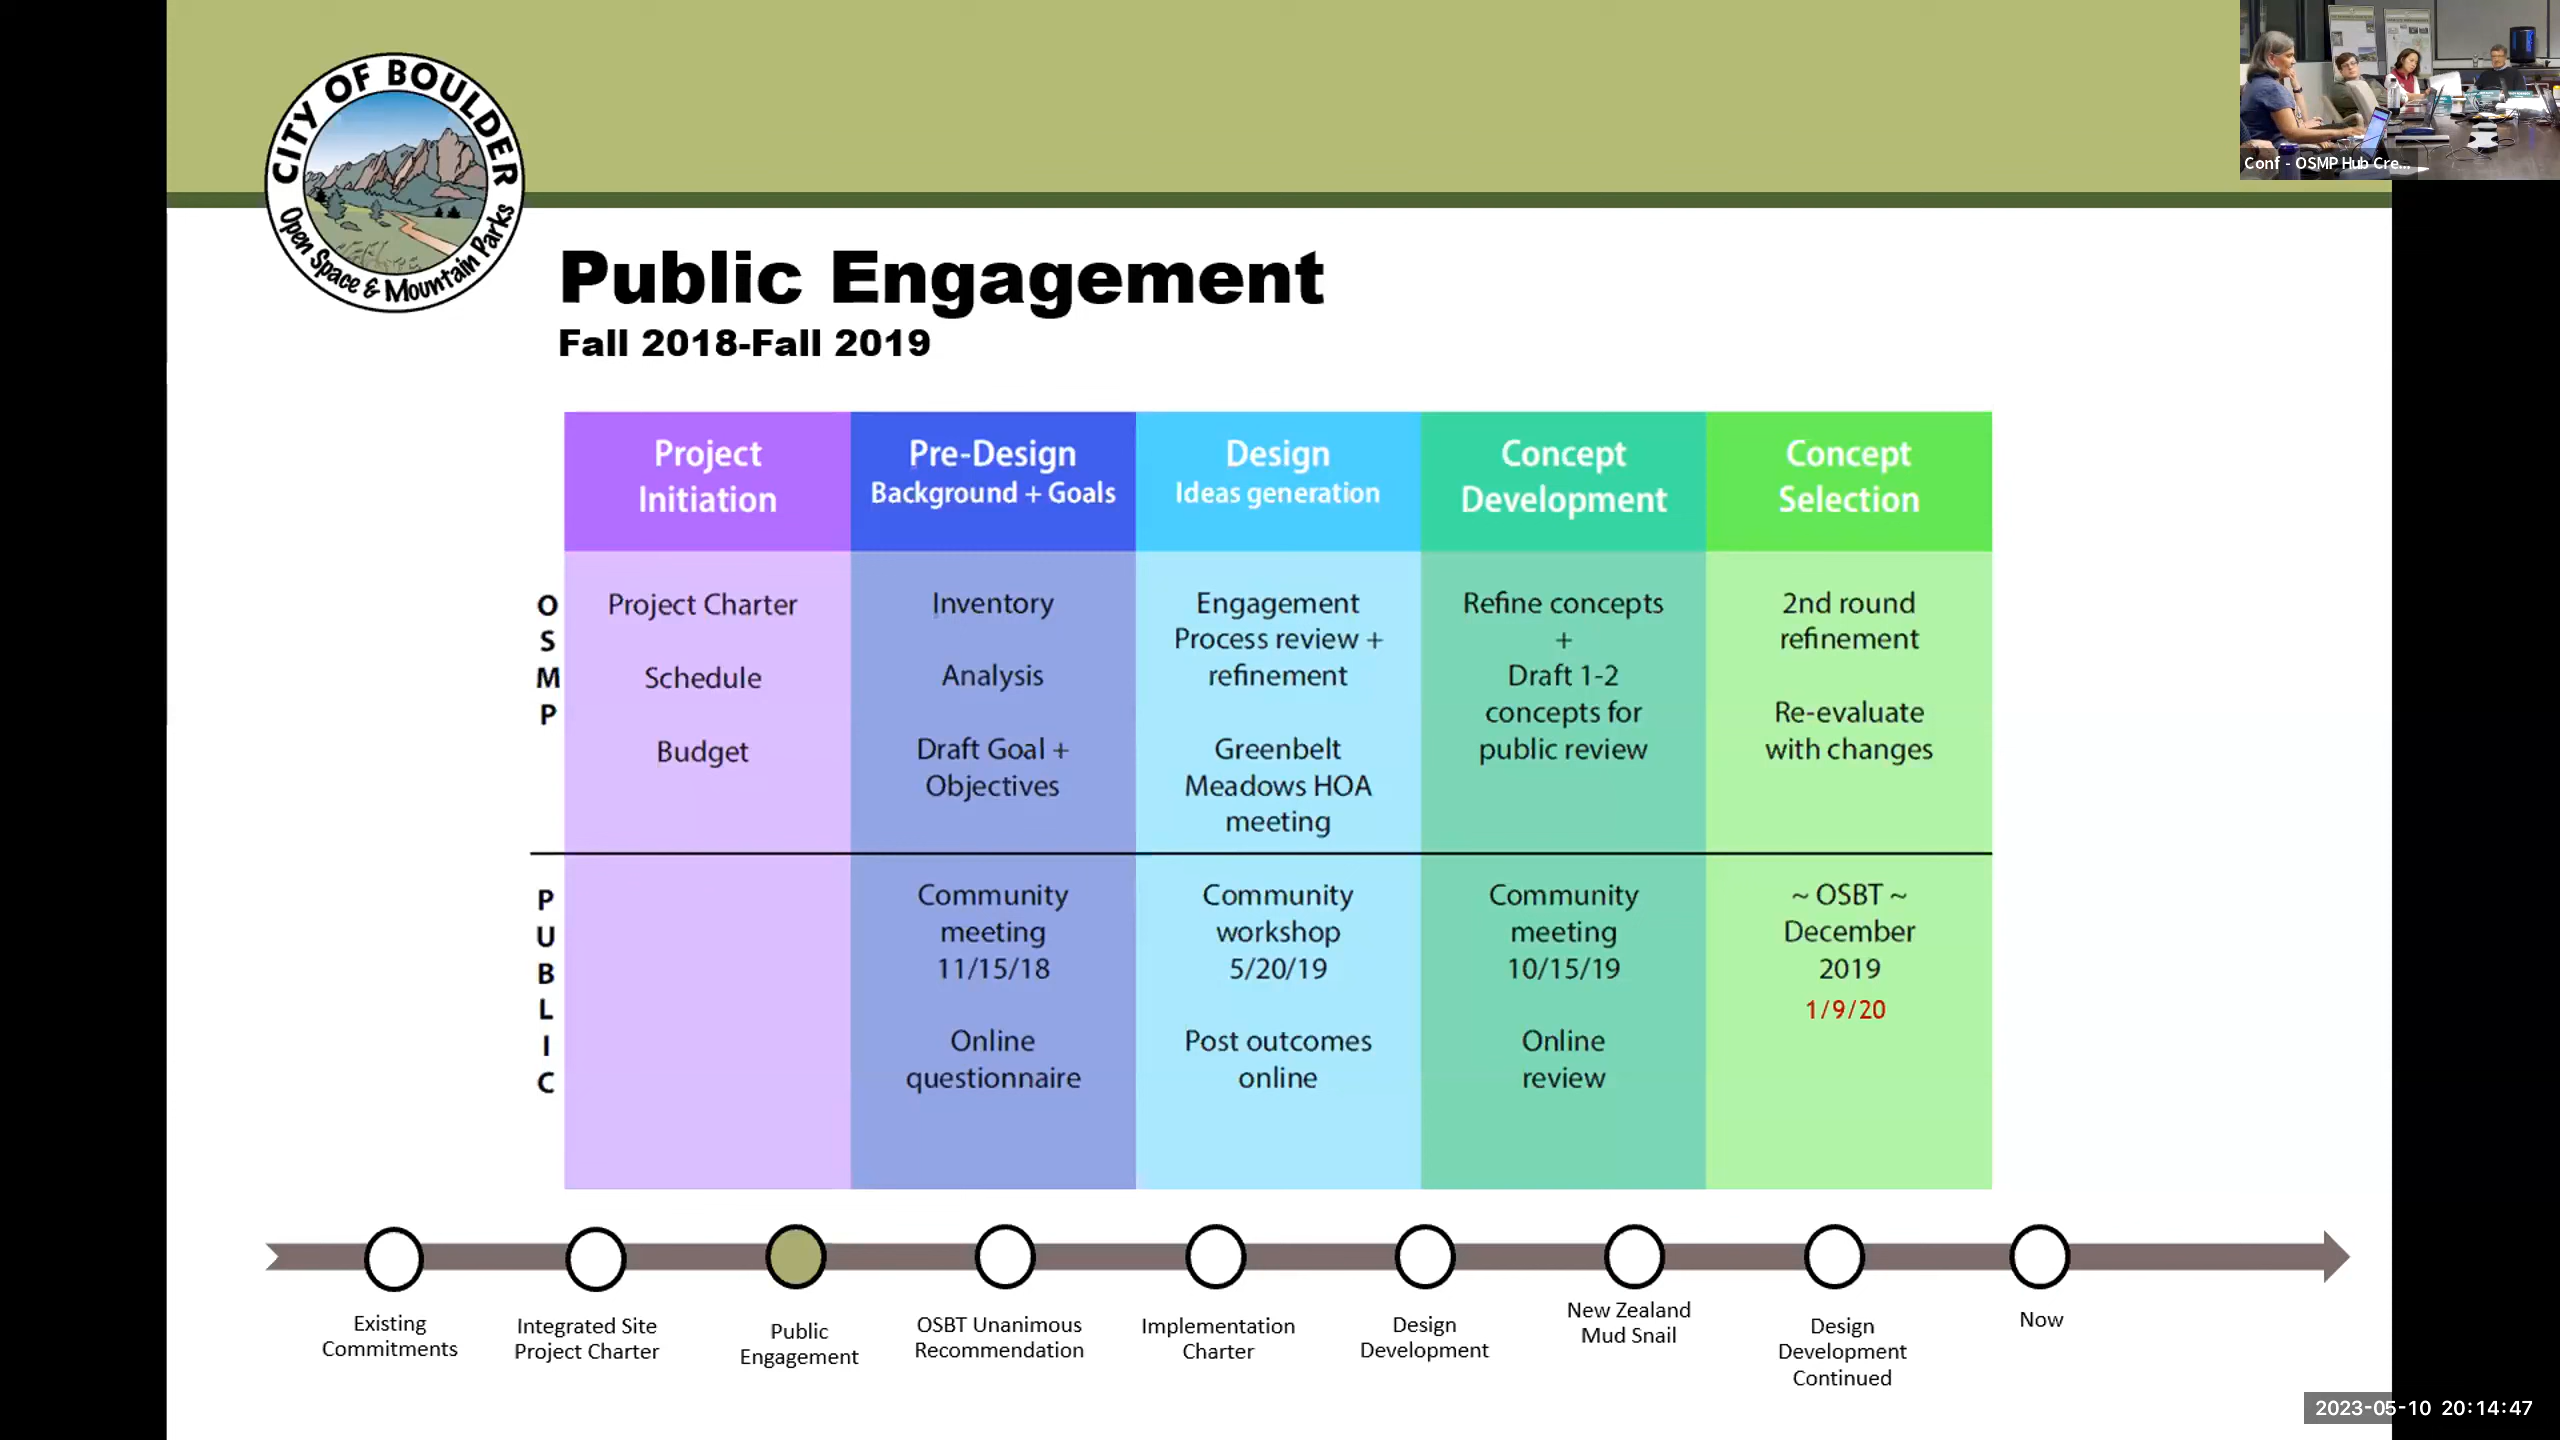 CITY OF BOULDER
Open Space & Mountain Parks
Conf - OSMP Hub Cre...
Public Engagement
Fall 2018-Fall 2019
Project
Initiation
Pre-Design
Background + Goals
Design
Ideas generation
Concept
Development
Concept
Selection
OSMP
Project Charter
Schedule
Budget
Inventory
Analysis
Draft Goal +
Objectives
Engagement
Process review +
refinement
Greenbelt
Meadows HOA
meeting
Refine concepts
+
Draft 1-2
concepts for
public review
2nd round
refinement
Re-evaluate
with changes
PUBLIC
Community
meeting
11/15/18
Online
questionnaire
Community
workshop
5/20/19
Post outcomes
online
Community
meeting
10/15/19
Online
review
~ OSBT ~
December
2019
1/9/20
Existing
Commitments
Integrated Site
Project Charter
Public
Engagement
OSBT Unanimous
Recommendation
Implementation
Charter
Design
Development
New Zealand
Mud Snail
Design
Development
Continued
Now
2023-05-10 20:14:47